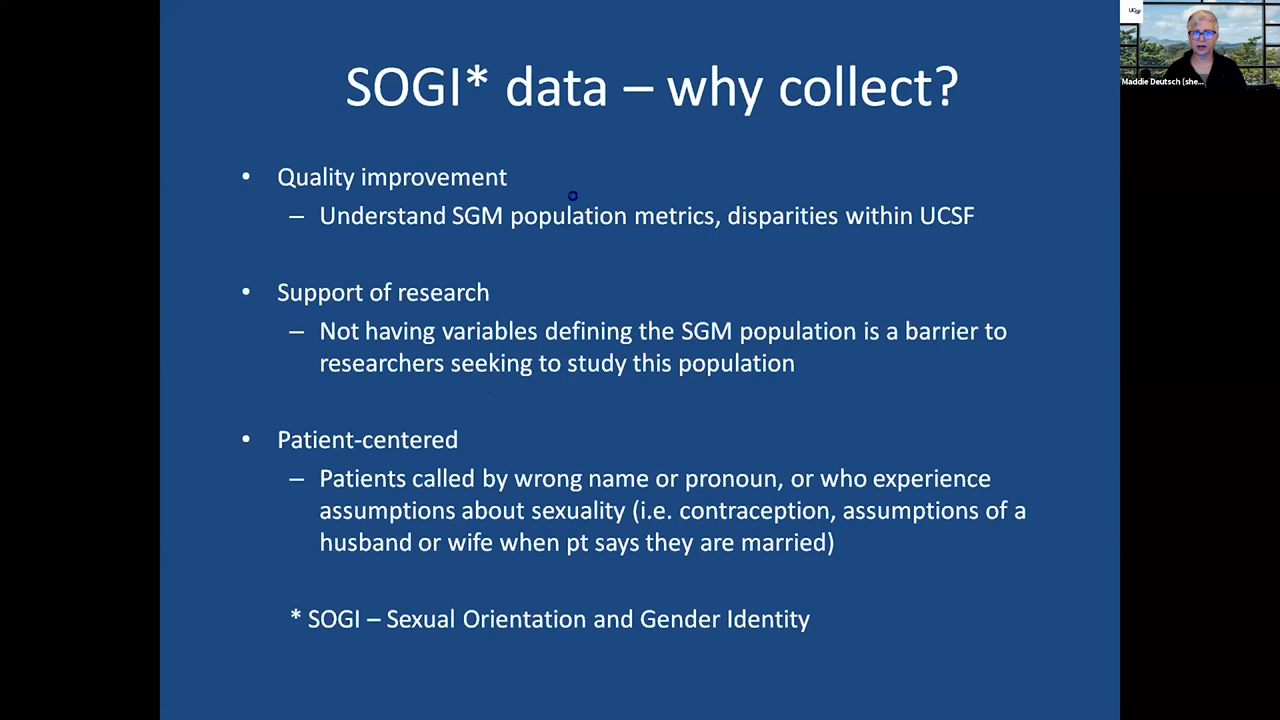 SOGI* data – why collect?
• Quality improvement
– Understand SGM population metrics, disparities within UCSF
• Support of research
– Not having variables defining the SGM population is a barrier to
researchers seeking to study this population
• Patient-centered
– Patients called by wrong name or pronoun, or who experience
assumptions about sexuality (i.e. contraception, assumptions of a
husband or wife when pt says they are married)
* SOGI – Sexual Orientation and Gender Identity
UCSF
Maddie Deutsch (she...